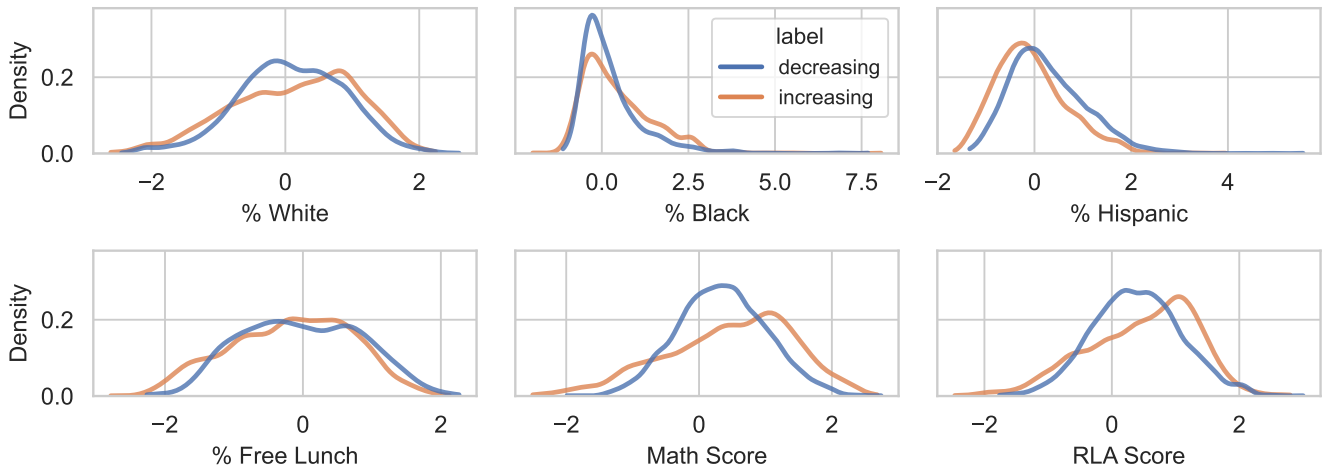 Density
0.2
0.0
−2
0
2
% White
label
decreasing
increasing
0.0
2.5
5.0
7.5
% Black
−2
0
2
4
% Hispanic
Density
0.2
0.0
−2
0
2
% Free Lunch
−2
0
2
Math Score
−2
0
2
RLA Score